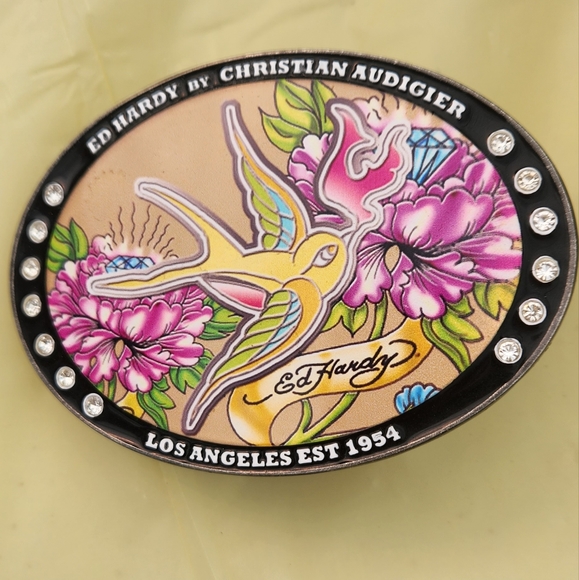 ED HARDY BY CHRISTIAN AUDIGIER
Ed Hardy
LOS ANGELES EST 1954